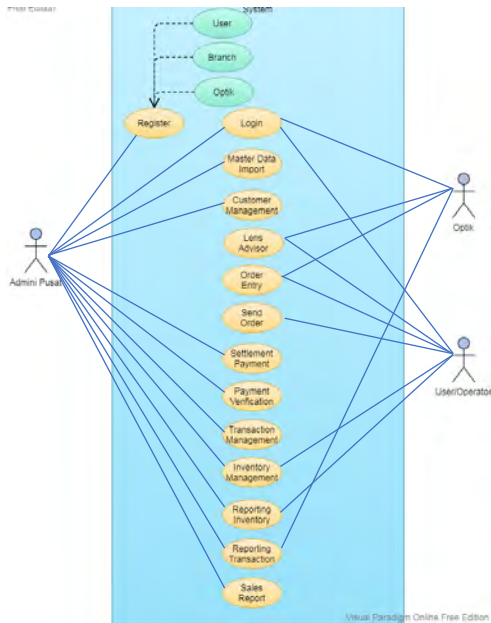 System
User
Branch
Optik
Register
Login
Master Data
Import
Customer
Management
Lens
Advisor
Order
Entry
Send
Order
Settlement
Payment
Payment
Verification
Transaction
Management
Inventory
Management
Reporting
Inventory
Reporting
Transaction
Sales
Report
Admini Pusat
Optik
User/Operator
Visual Paradigm Online Free Edition